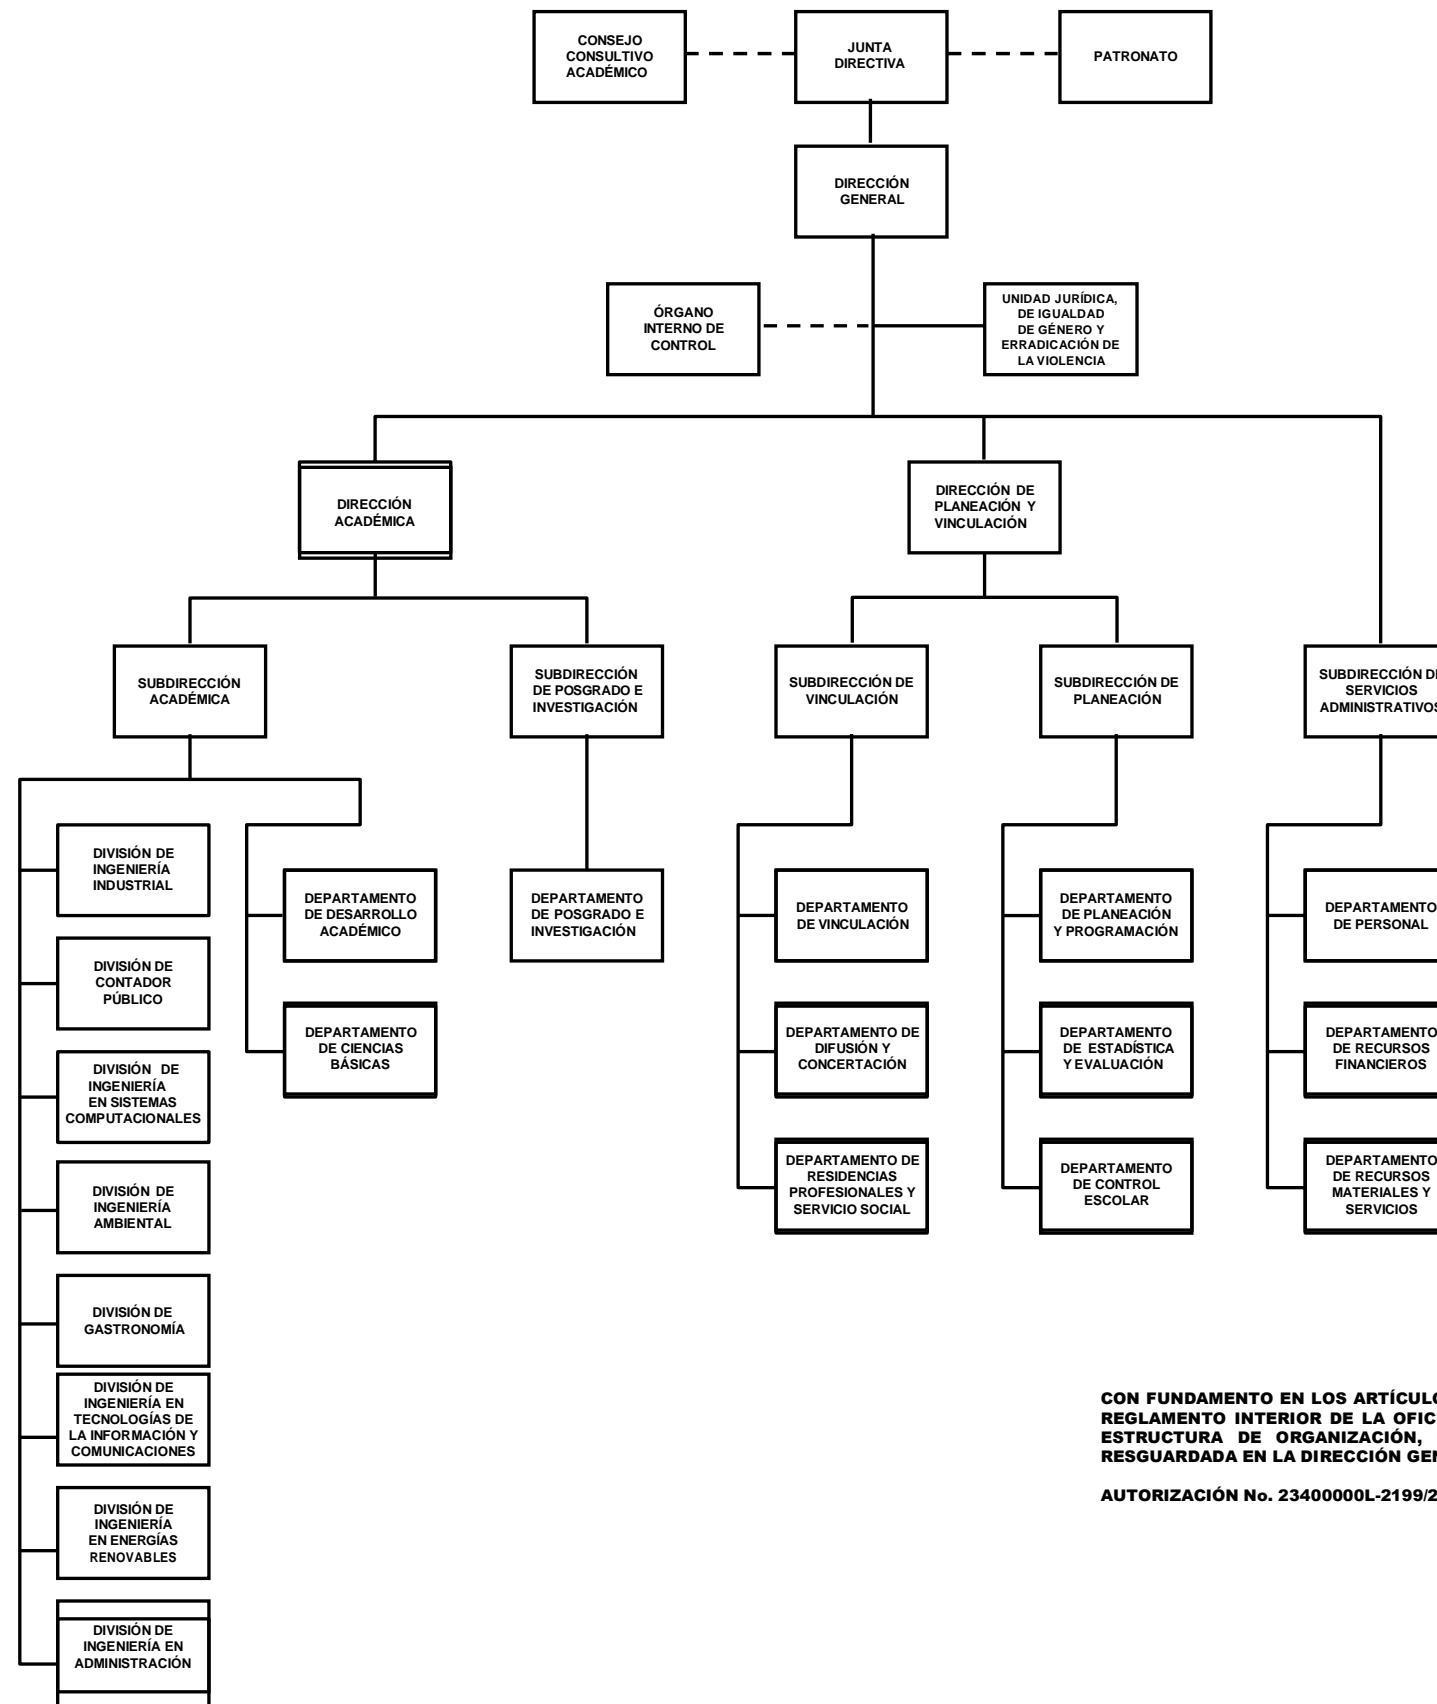 CONSEJO
CONSULTIVO
ACADÉMICO
JUNTA
DIRECTIVA
PATRONATO
DIRECCIÓN
GENERAL
ÓRGANO
INTERNO DE
CONTROL
UNIDAD JURÍDICA,
DE IGUALDAD
DE GÉNERO Y
ERRADICACIÓN DE
LA VIOLENCIA
DIRECCIÓN
ACADÉMICA
DIRECCIÓN DE
PLANEACIÓN Y
VINCULACIÓN
SUBDIRECCIÓN
ACADÉMICA
SUBDIRECCIÓN
DE POSGRADO E
INVESTIGACIÓN
SUBDIRECCIÓN DE
VINCULACIÓN
SUBDIRECCIÓN DE
PLANEACIÓN
SUBDIRECCIÓN
SERVICIOS
ADMINISTRATIVOS
DIVISIÓN DE
INGENIERÍA
INDUSTRIAL
DIVISIÓN DE
CONTADOR
PÚBLICO
DIVISIÓN DE
INGENIERÍA
EN SISTEMAS
COMPUTACIONALES
DIVISIÓN DE
INGENIERÍA
AMBIENTAL
DIVISIÓN DE
GASTRONOMÍA
DIVISIÓN DE
INGENIERÍA EN
TECNOLOGÍAS DE
LA INFORMACIÓN Y
COMUNICACIONES
DIVISIÓN DE
INGENIERÍA
EN ENERGÍAS
RENOVABLES
DIVISIÓN DE
INGENIERÍA EN
ADMINISTRACIÓN
DEPARTAMENTO
DE DESARROLLO
ACADÉMICO
DEPARTAMENTO
DE CIENCIAS
BÁSICAS
DEPARTAMENTO
DE POSGRADO E
INVESTIGACIÓN
DEPARTAMENTO
DE VINCULACIÓN
DEPARTAMENTO DE
DIFUSIÓN Y
CONCERTACIÓN
DEPARTAMENTO DE
RESIDENCIAS
PROFESIONALES Y
SERVICIO SOCIAL
DEPARTAMENTO
DE PLANEACIÓN
Y PROGRAMACIÓN
DEPARTAMENTO
DE ESTADÍSTICA
Y EVALUACIÓN
DEPARTAMENTO
DE CONTROL
ESCOLAR
DEPARTAMENTO
DE PERSONAL
DEPARTAMENTO
DE RECURSOS
FINANCIEROS
DEPARTAMENTO
DE RECURSOS
MATERIALES Y
SERVICIOS
CON FUNDAMENTO EN LOS
REGLAMENTO INTERIOR DE LA
ESTRUCTURA DE ORGANIZACIÓN,
RESGUARDADA EN LA DIRECCIÓN
AUTORIZACIÓN No. 23400000L-2199/2